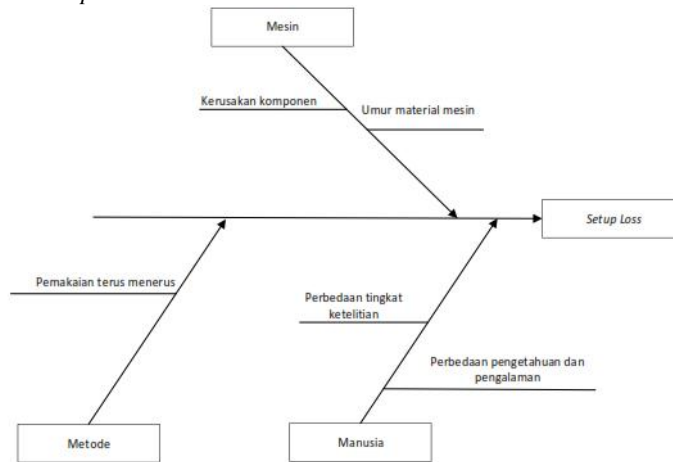 Mesin
Kerusakan komponen
Umur material mesin
Setup Loss
Pemakaian terus menerus
Perbedaan tingkat
ketelitian
Perbedaan pengetahuan dan
pengalaman
Metode
Manusia